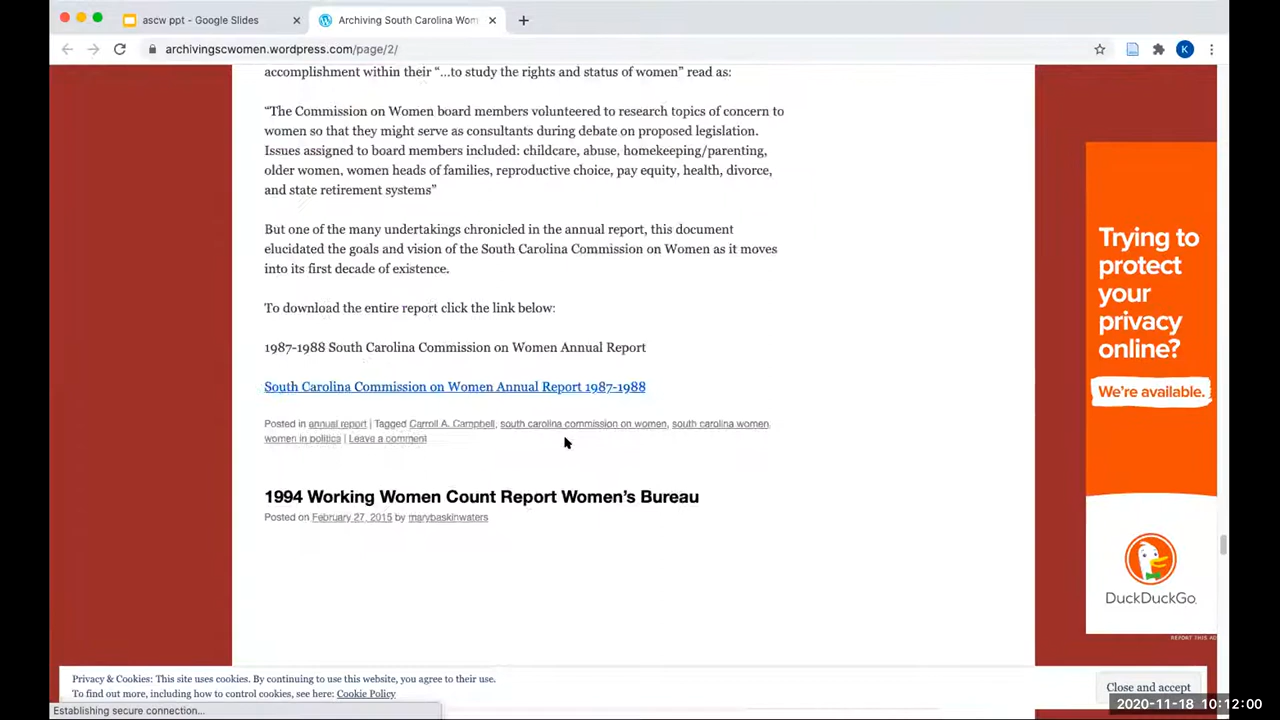 ascw ppt - Google Slides
Archiving South Carolina Wom
archivingscwomen.wordpress.com/page/2/
K
accomplishment within their “...to study the rights and status of women” read as:
“The Commission on Women board members volunteered to research topics of concern to
women so that they might serve as consultants during debate on proposed legislation.
Issues assigned to board members included: childcare, abuse, homekeeping/parenting,
older women, women heads of families, reproductive choice, pay equity, health, divorce,
and state retirement systems”
But one of the many undertakings chronicled in the annual report, this document
elucidated the goals and vision of the South Carolina Commission on Women as it moves
into its first decade of existence.
To download the entire report click the link below:
1987-1988 South Carolina Commission on Women Annual Report
South Carolina Commission on Women Annual Report 1987-1988
Posted in annual report | Tagged Carroll A. Campbell, south carolina commission on women, south carolina women,
women in politics | Leave a comment
1994 Working Women Count Report Women’s Bureau
Posted on February 27, 2015 by marybaskinwaters
Trying to
protect
your
privacy
online?
We’re available.
DuckDuckGo.
REPORT THIS AD
Privacy & Cookies: This site uses cookies. By continuing to use this website, you agree to their use.
To find out more, including how to control cookies, see here: Cookie Policy
Close and accept
Establishing secure connection...
2020-11-18 10:12:00